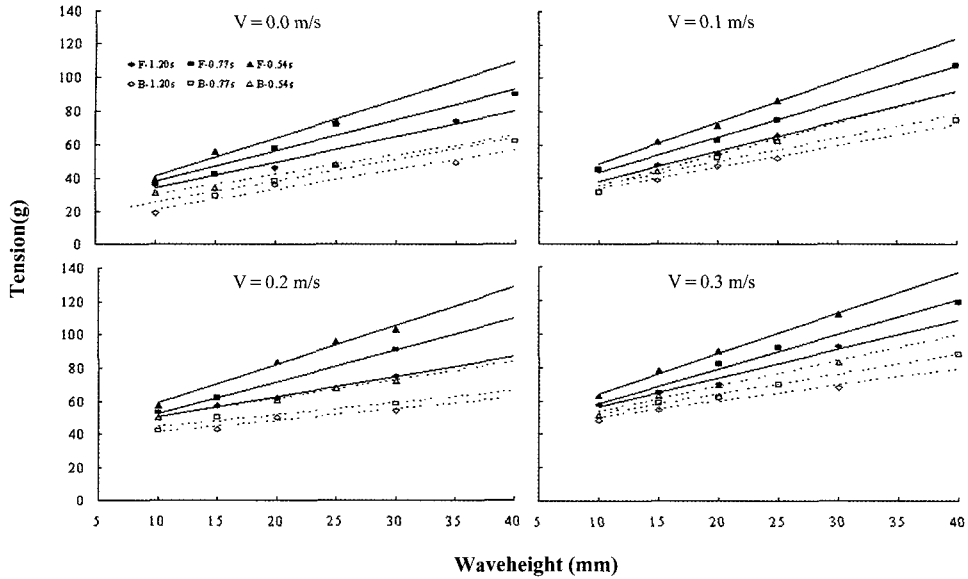 V = 0.0 m/s
V = 0.1 m/s
140
120
100
80
60
40
20
0
F-1.20s F-0.77s F-0.54s
B-1.20s B-0.77s B-0.54s
Tension(g)
V = 0.2 m/s
V = 0.3 m/s
140
120
100
80
60
40
20
0
5 10 15 20 25 30 35 40
5 10 15 20 25 30 35 40
Waveheight (mm)